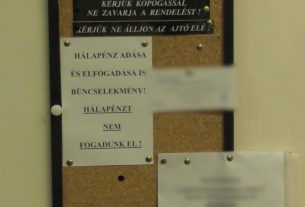 KÉRJÜK KOPOGÁSSAL
NE ZAVARJA A RENDELÉST!
KÉRJÜK NE ÁLLJON AZ AJTÓ ELÉ
HÁLAPÉNZ ADÁSA
ÉS ELFOGADÁSA IS
BŰNCSELEKMÉNY!
HÁLAPÉNZT
NEM
FOGADUNK EL!